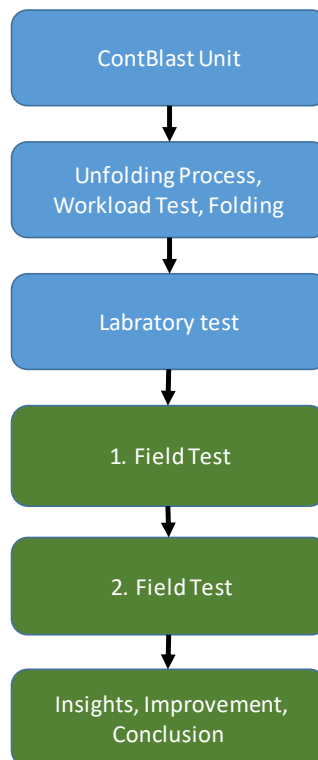 ContBlast Unit
Unfolding Process,
Workload Test, Folding
Labratory test
1. Field Test
2. Field Test
Insights, Improvement,
Conclusion